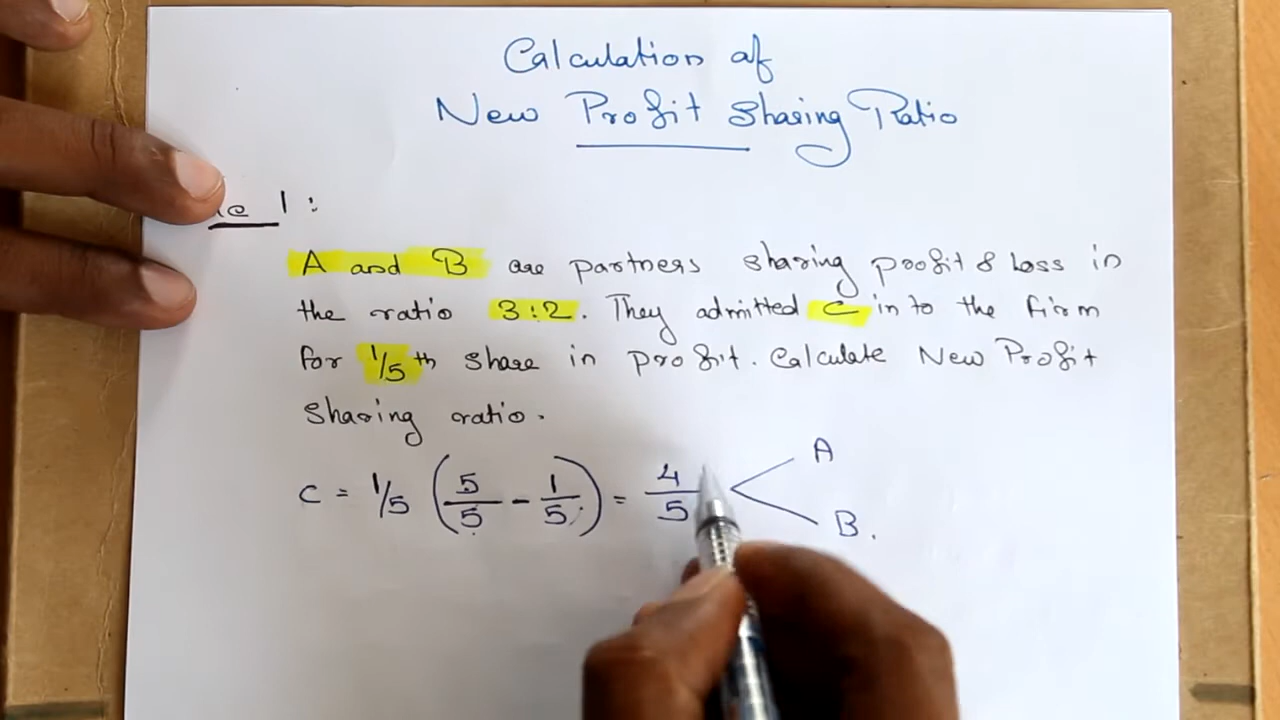 Calculation of
New Profit Sharing Ratio
1:
A and B are partners sharing profit & Loss in
the ratio 3:2. They admitted C in to the firm
for 1/5th share in profit. Calculate New Profit
Sharing ratio.
C = 1/5 (5/5 - 1/5) = 4/5 < A
B.